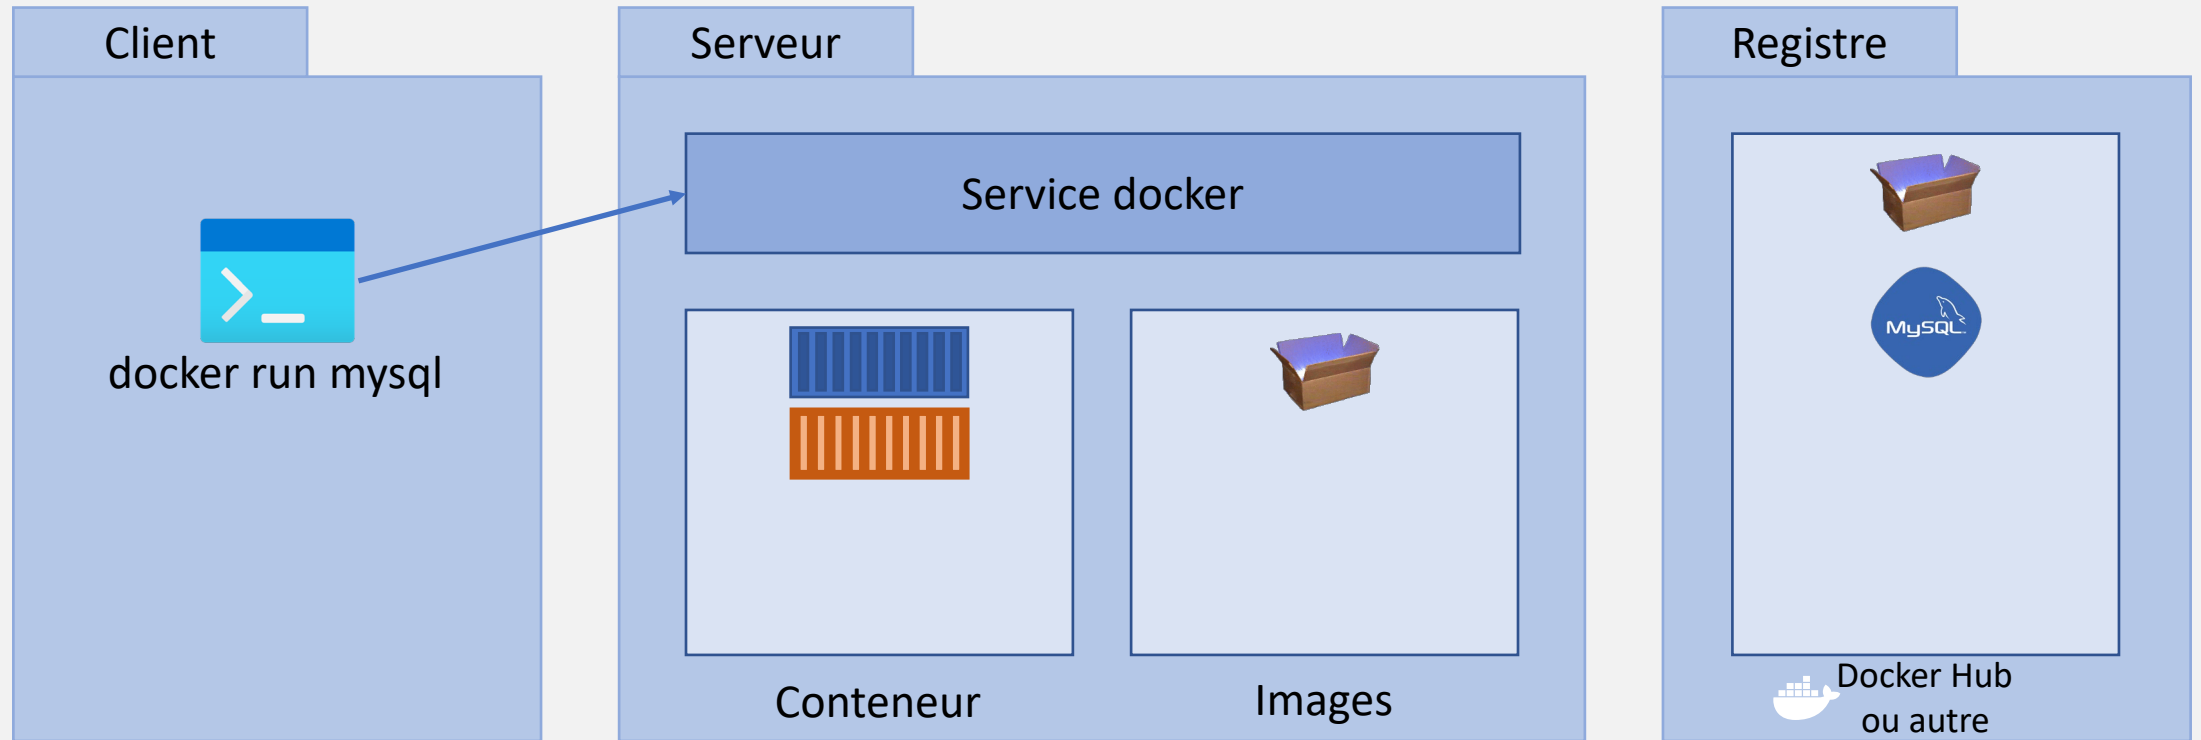 Client
Serveur
Registre
Service docker
>_
docker run mysql
MySQL
Conteneur
Images
Docker Hub
ou autre